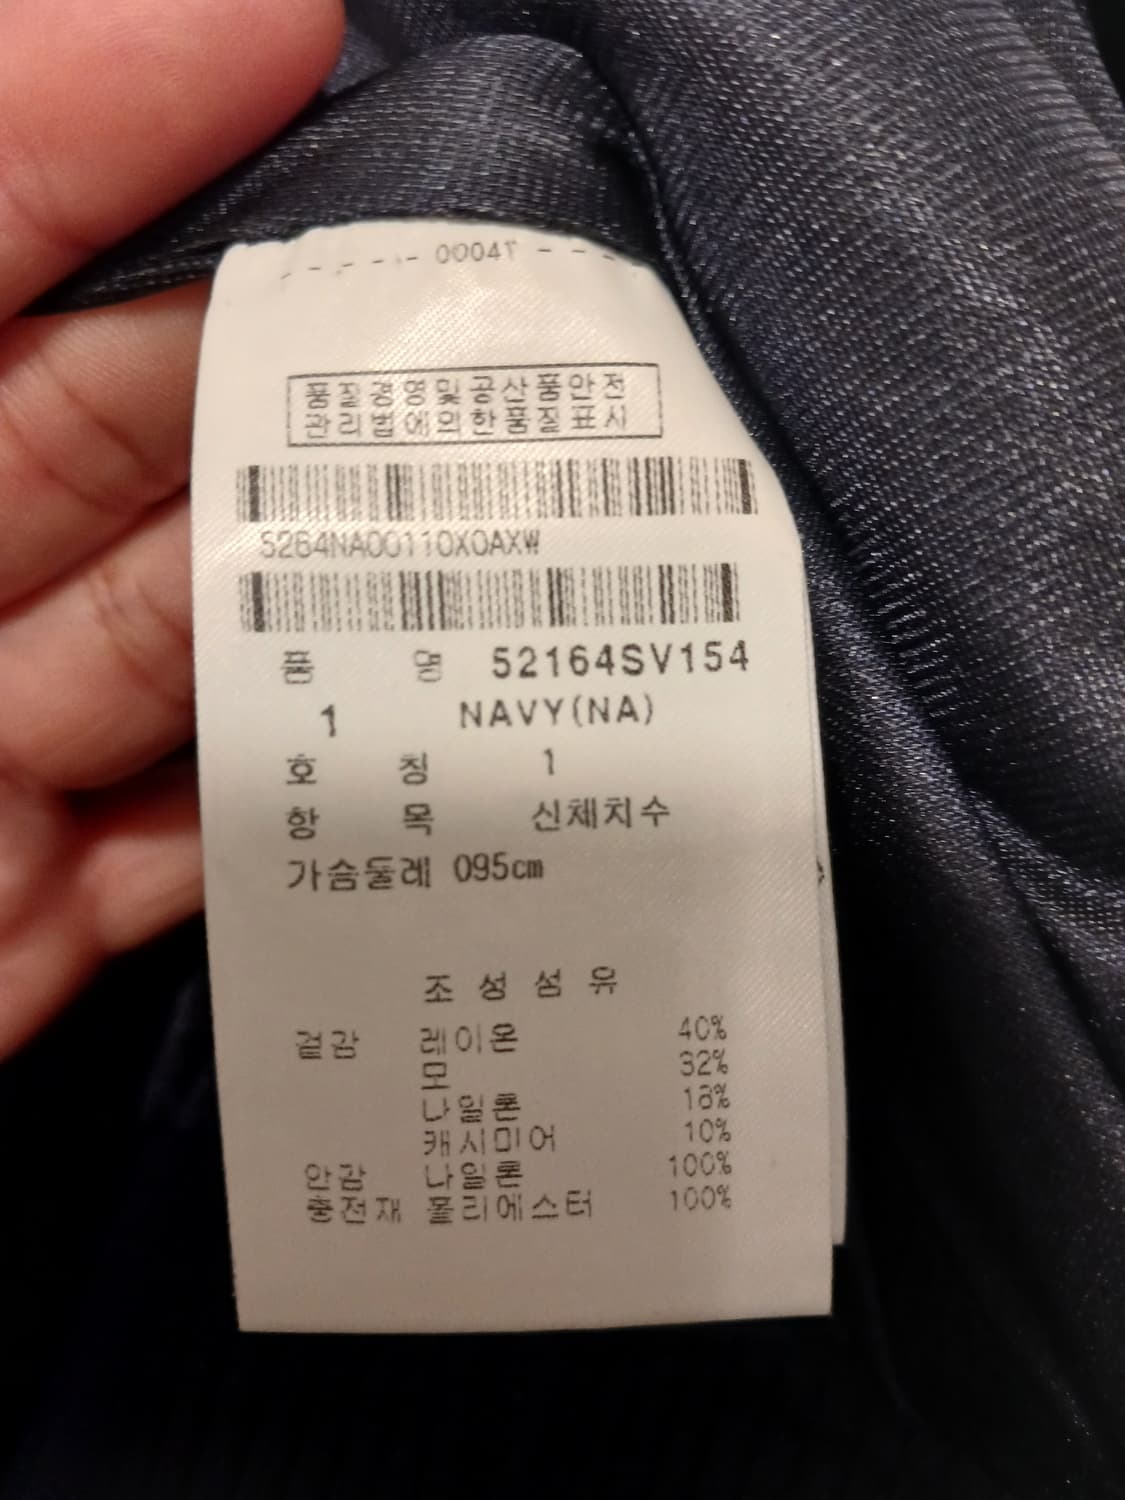 00041
품질경영및공산품안전
관리법에의한품질표시
S264NA00110X0AXW
품 명 52164SV154
1 NAVY(NA)
호 칭 1
항 목 신체치수
가슴둘레 095cm
조성섬유
겉감 레이온 40%
모 32%
나일론 18%
캐시미어 10%
안감 나일론 100%
충전재 폴리에스터 100%